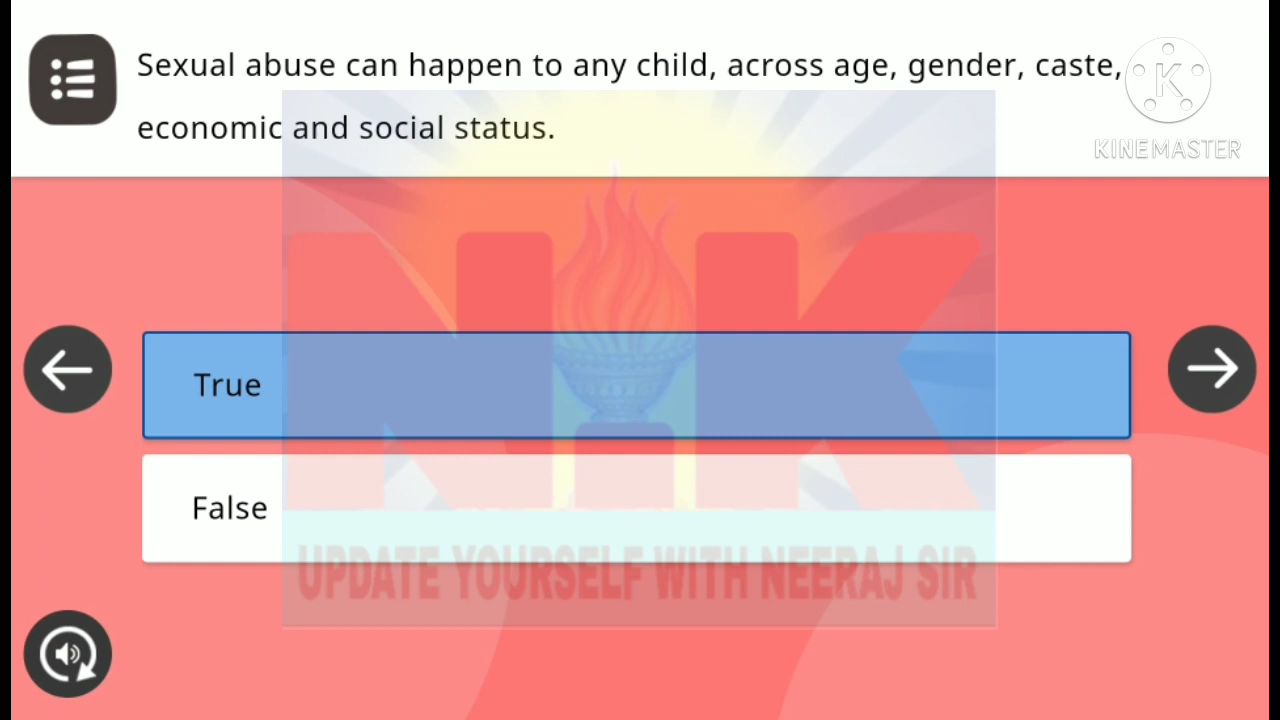 Sexual abuse can happen to any child, across age, gender, caste,
economic and social status.
K
KINEMASTER
NK
True
False
UPDATE YOURSELF WITH NEERAJ SIR